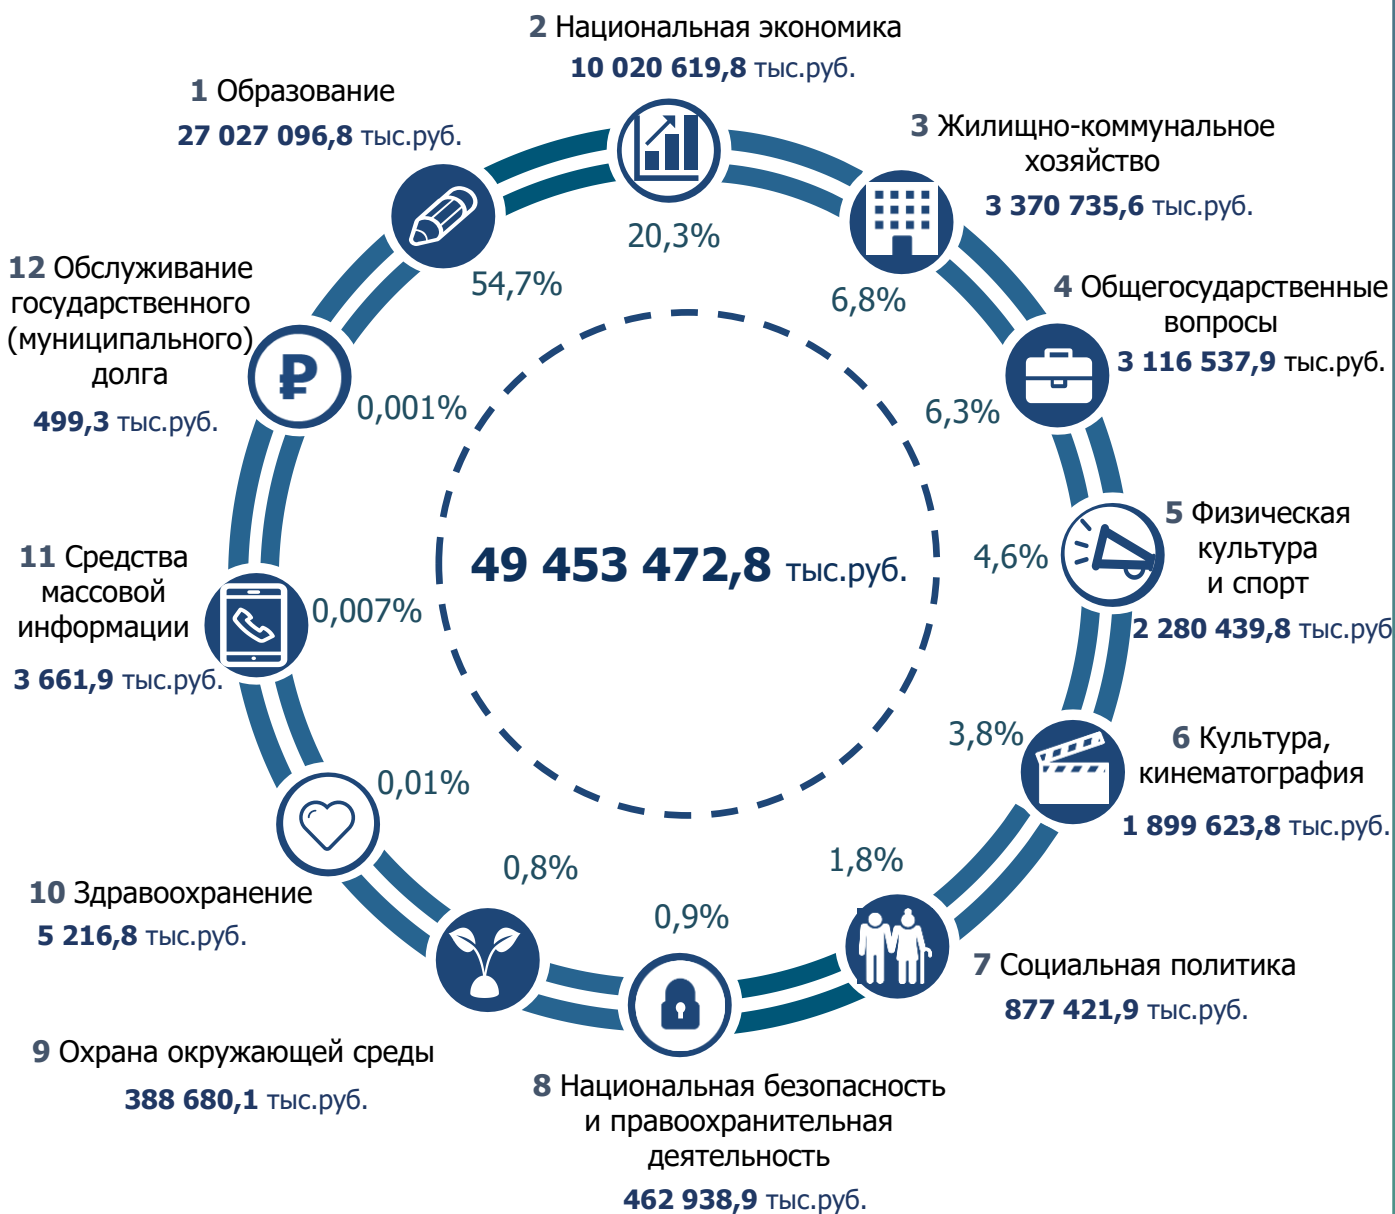 2 Национальная экономика
10 020 619,8 тыс.руб.
20,3%
1 Образование
27 027 096,8 тыс.руб.
54,7%
3 Жилищно-коммунальное
хозяйство
3 370 735,6 тыс.руб.
6,8%
4 Общегосударственные
вопросы
3 116 537,9 тыс.руб.
6,3%
5 Физическая
культура
и спорт
2 280 439,8 тыс.руб
4,6%
6 Культура,
кинематография
1 899 623,8 тыс.руб.
3,8%
7 Социальная политика
877 421,9 тыс.руб.
1,8%
8 Национальная безопасность
и правоохранительная
деятельность
462 938,9 тыс.руб.
0,9%
9 Охрана окружающей среды
388 680,1 тыс.руб.
0,8%
10 Здравоохранение
5 216,8 тыс.руб.
0,01%
11 Средства
массовой
информации
3 661,9 тыс.руб.
0,007%
12 Обслуживание
государственного
(муниципального)
долга
499,3 тыс.руб.
0,001%
₽
49 453 472,8 тыс.руб.